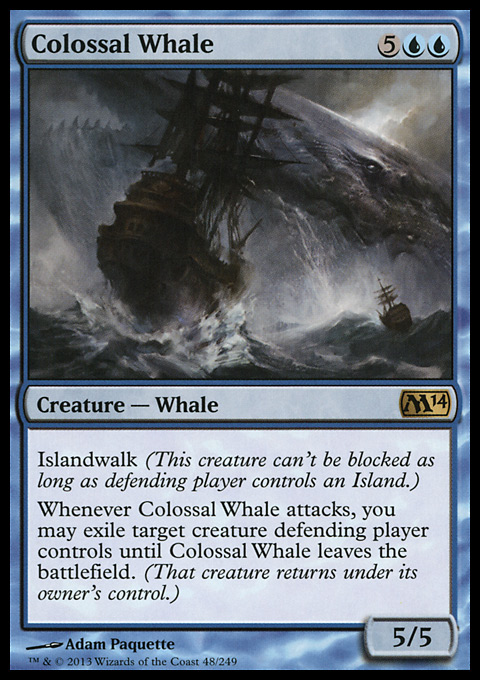 Colossal Whale 5
Creature — Whale M14
Islandwalk (This creature can't be blocked as
long as defending player controls an Island.)
Whenever Colossal Whale attacks, you
may exile target creature defending player
controls until Colossal Whale leaves the
battlefield. (That creature returns under its
owner's control.)
5/5
Adam Paquette
™ & © 2013 Wizards of the Coast 48/249